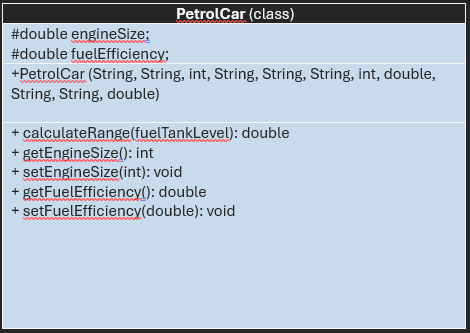 PetrolCar (class)
#double engineSize;
#double fuelEfficiency;
+PetrolCar (String, String, int, String, String, String, int, double,
String, String, double)
+ calculateRange(fuelTankLevel): double
+ getEngineSize(): int
+ setEngineSize(int): void
+ getFuelEfficiency(): double
+ setFuelEfficiency(double): void